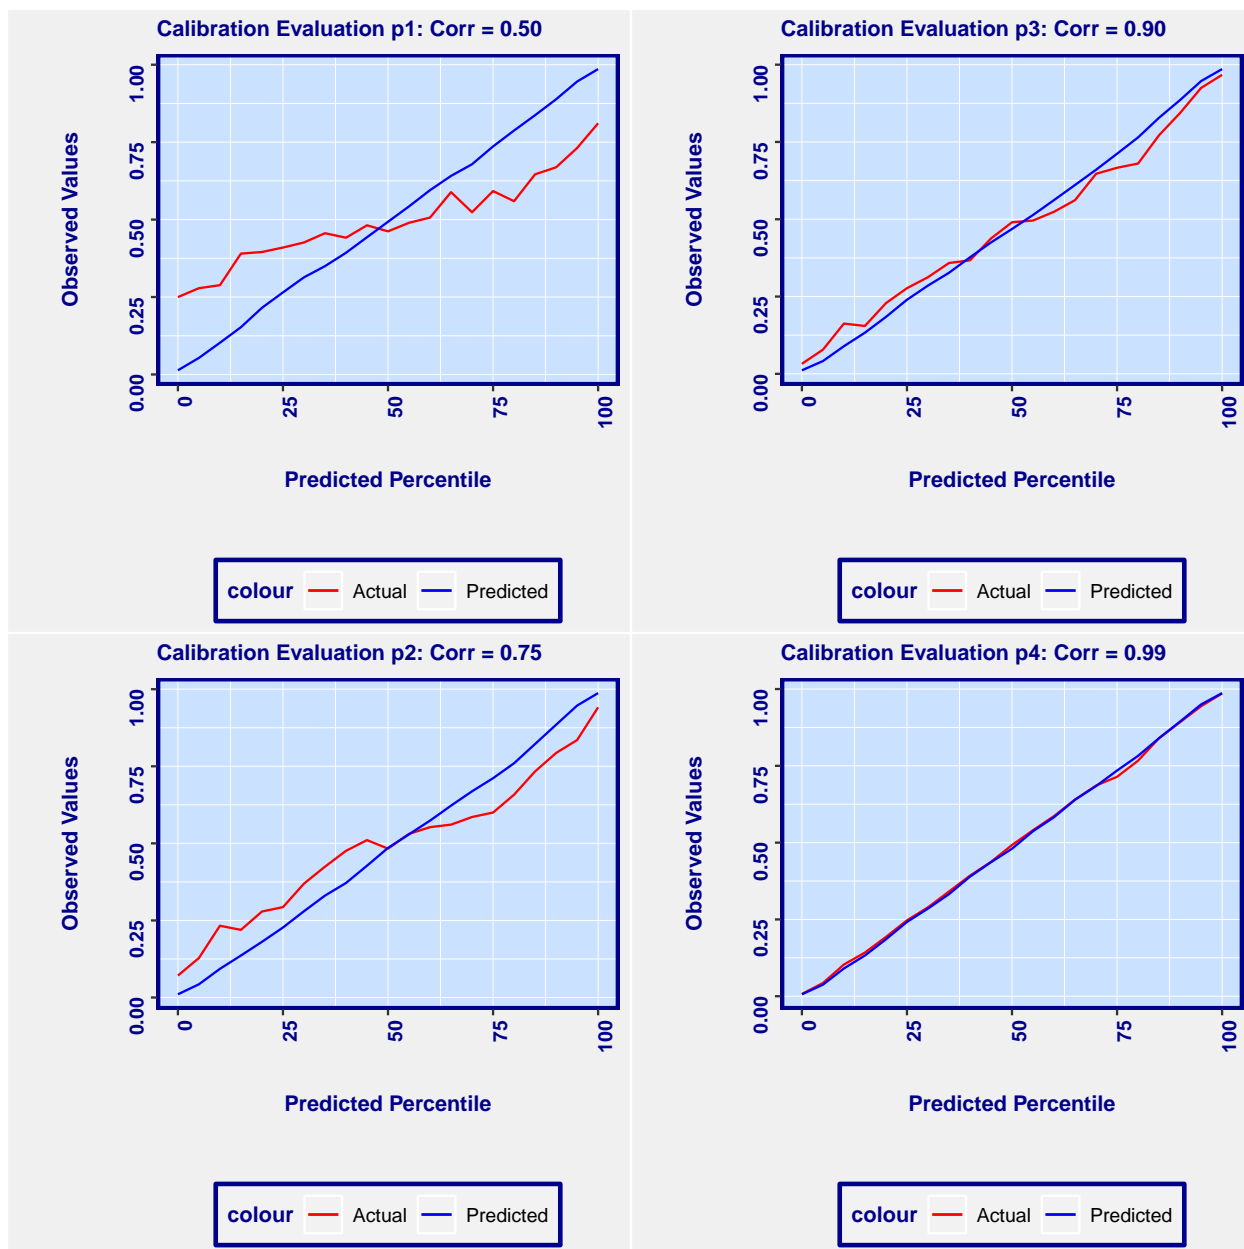 Calibration Evaluation p1: Corr = 0.50
Observed Values
1.00
0.75
0.50
0.25
0.00
0
25
50
75
100
Predicted Percentile
colour Actual Predicted
Calibration Evaluation p3: Corr = 0.90
Observed Values
1.00
0.75
0.50
0.25
0.00
0
25
50
75
100
Predicted Percentile
colour Actual Predicted
Calibration Evaluation p2: Corr = 0.75
Observed Values
1.00
0.75
0.50
0.25
0.00
0
25
50
75
100
Predicted Percentile
colour Actual Predicted
Calibration Evaluation p4: Corr = 0.99
Observed Values
1.00
0.75
0.50
0.25
0.00
0
25
50
75
100
Predicted Percentile
colour Actual Predicted